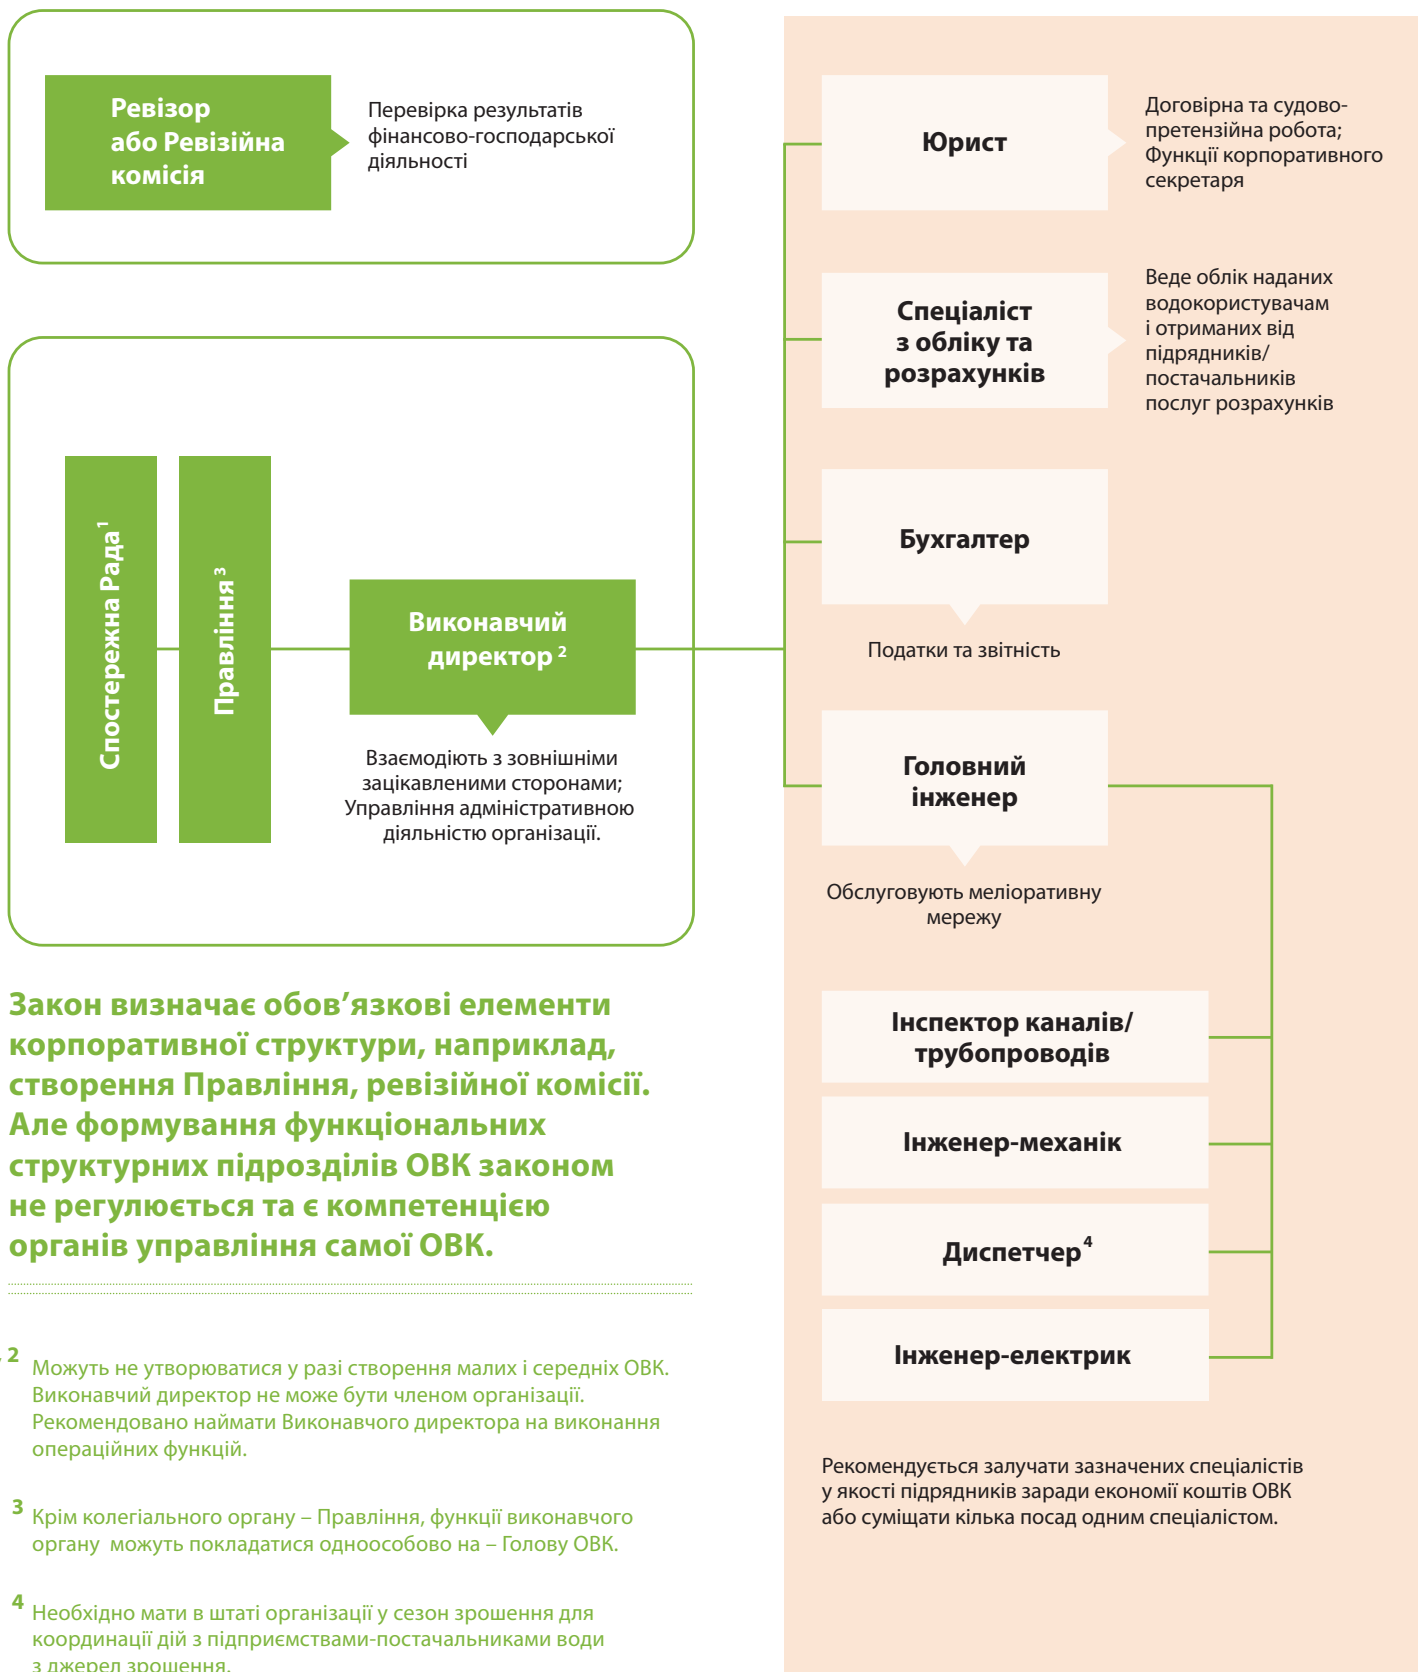 Ревізор
або Ревізійна
комісія
Перевірка результатів
фінансово-господарської
діяльності
Спостережна Рада¹
Правління ³
Виконавчий
директор ²
Взаємодіють з зовнішніми
зацікавленими сторонами;
Управління адміністративною
діяльністю організації.
Закон визначає обов’язкові елементи
корпоративної структури, наприклад,
створення Правління, ревізійної комісії.
Але формування функціональних
структурних підрозділів ОВК законом
не регулюється та є компетенцією
органів управління самої ОВК.
, 2 Можуть не утворюватися у разі створення малих і середніх ОВК.
Виконавчий директор не може бути членом організації.
Рекомендовано наймати Виконавчого директора на виконання
операційних функцій.
3 Крім колегіального органу – Правління, функції виконавчого
органу можуть покладатися одноособово на – Голову ОВК.
4 Необхідно мати в штаті організації у сезон зрошення для
координації дій з підприємствами-постачальниками води
з джерел зрошення.
Юрист
Договірна та судово-
претензійна робота;
Функції корпоративного
секретаря
Спеціаліст
з обліку та
розрахунків
Веде облік наданих
водокористувачам
і отриманих від
підрядників/
постачальників
послуг розрахунків
Бухгалтер
Податки та звітність
Головний
інженер
Обслуговують меліоративну
мережу
Інспектор каналів/
трубопроводів
Інженер-механік
Диспетчер⁴
Інженер-електрик
Рекомендується залучати зазначених спеціалістів
у якості підрядників заради економії коштів ОВК
або суміщати кілька посад одним спеціалістом.